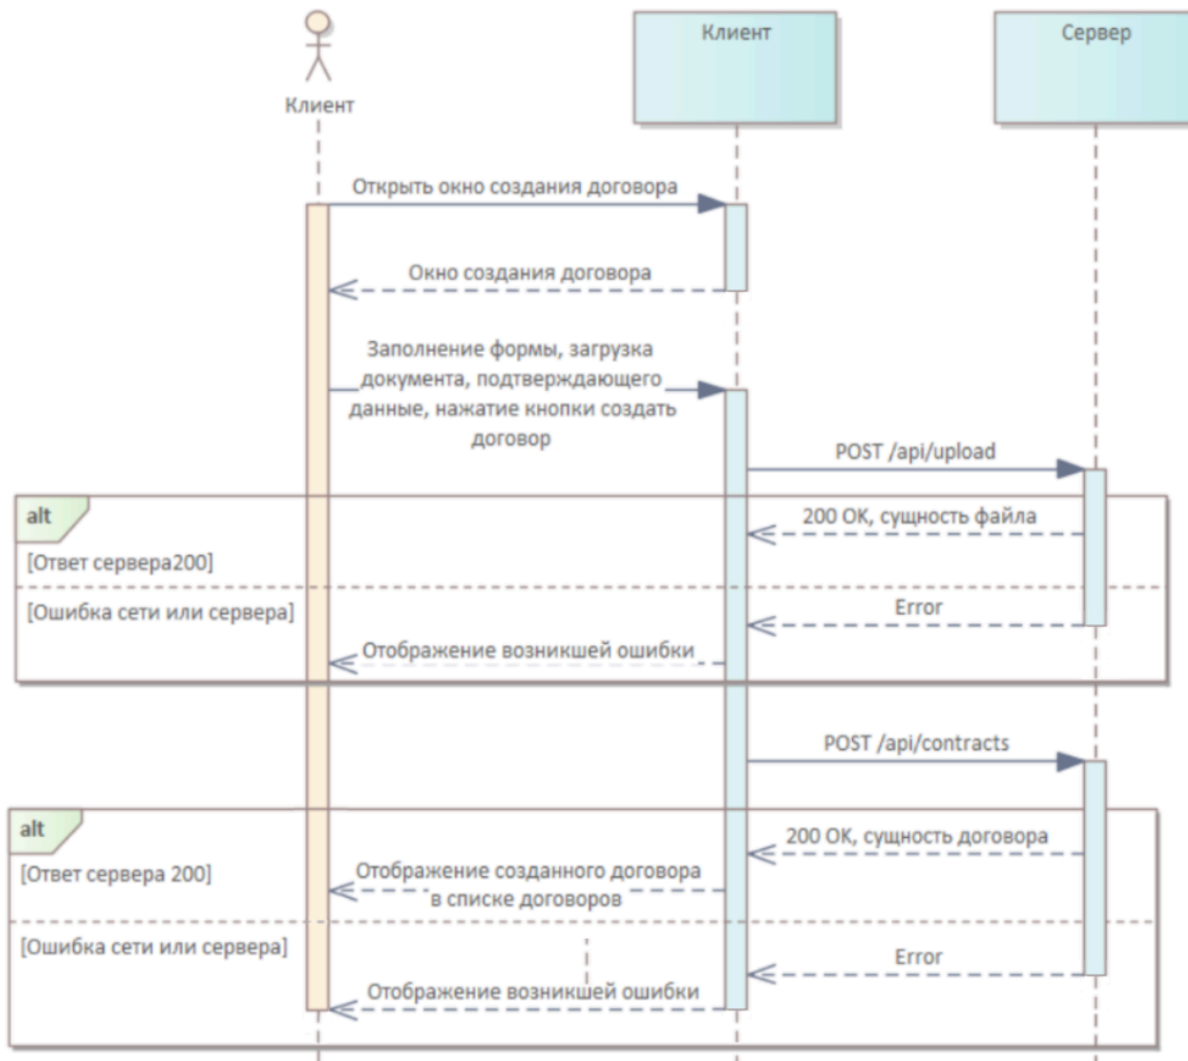 Клиент
Сервер
Клиент
Открыть окно создания договора
Окно создания договора
Заполнение формы, загрузка
документа, подтверждающего
данные, нажатие кнопки создать
договор
POST /api/upload
alt
200 OK, сущность файла
[Ответ сервера200]
[Ошибка сети или сервера]
Error
Отображение возникшей ошибки
POST /api/contracts
alt
200 OK, сущность договора
[Ответ сервера 200]
Отображение созданного договора
в списке договоров
[Ошибка сети или сервера]
Error
Отображение возникшей ошибки